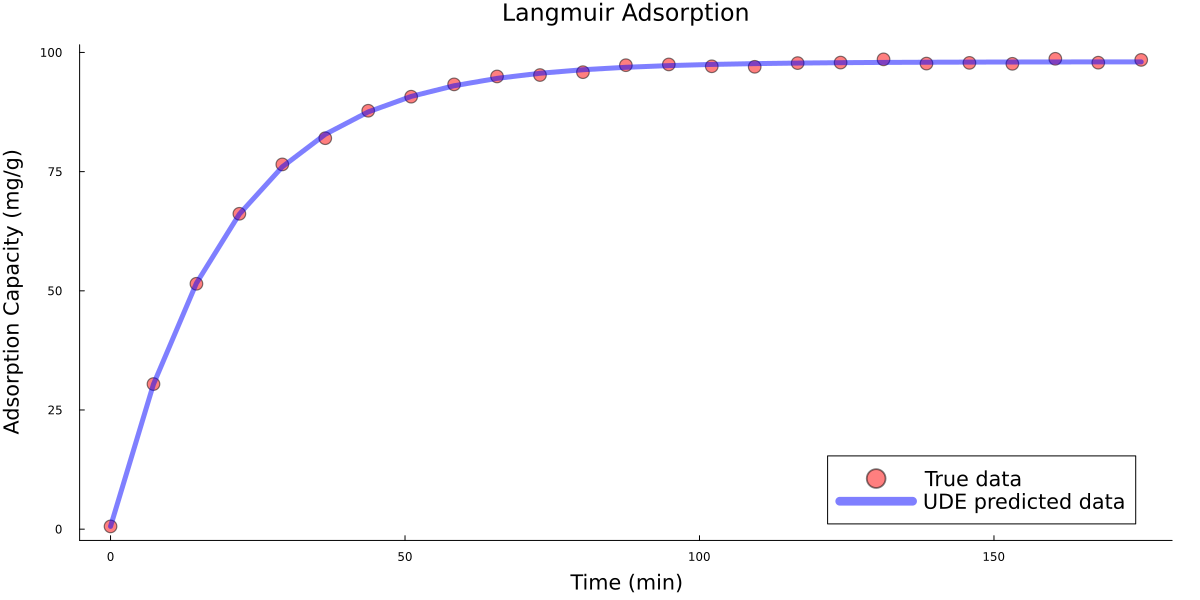 Langmuir Adsorption
Adsorption Capacity (mg/g)
100
75
50
25
0
0 50 100 150
Time (min)
True data
UDE predicted data